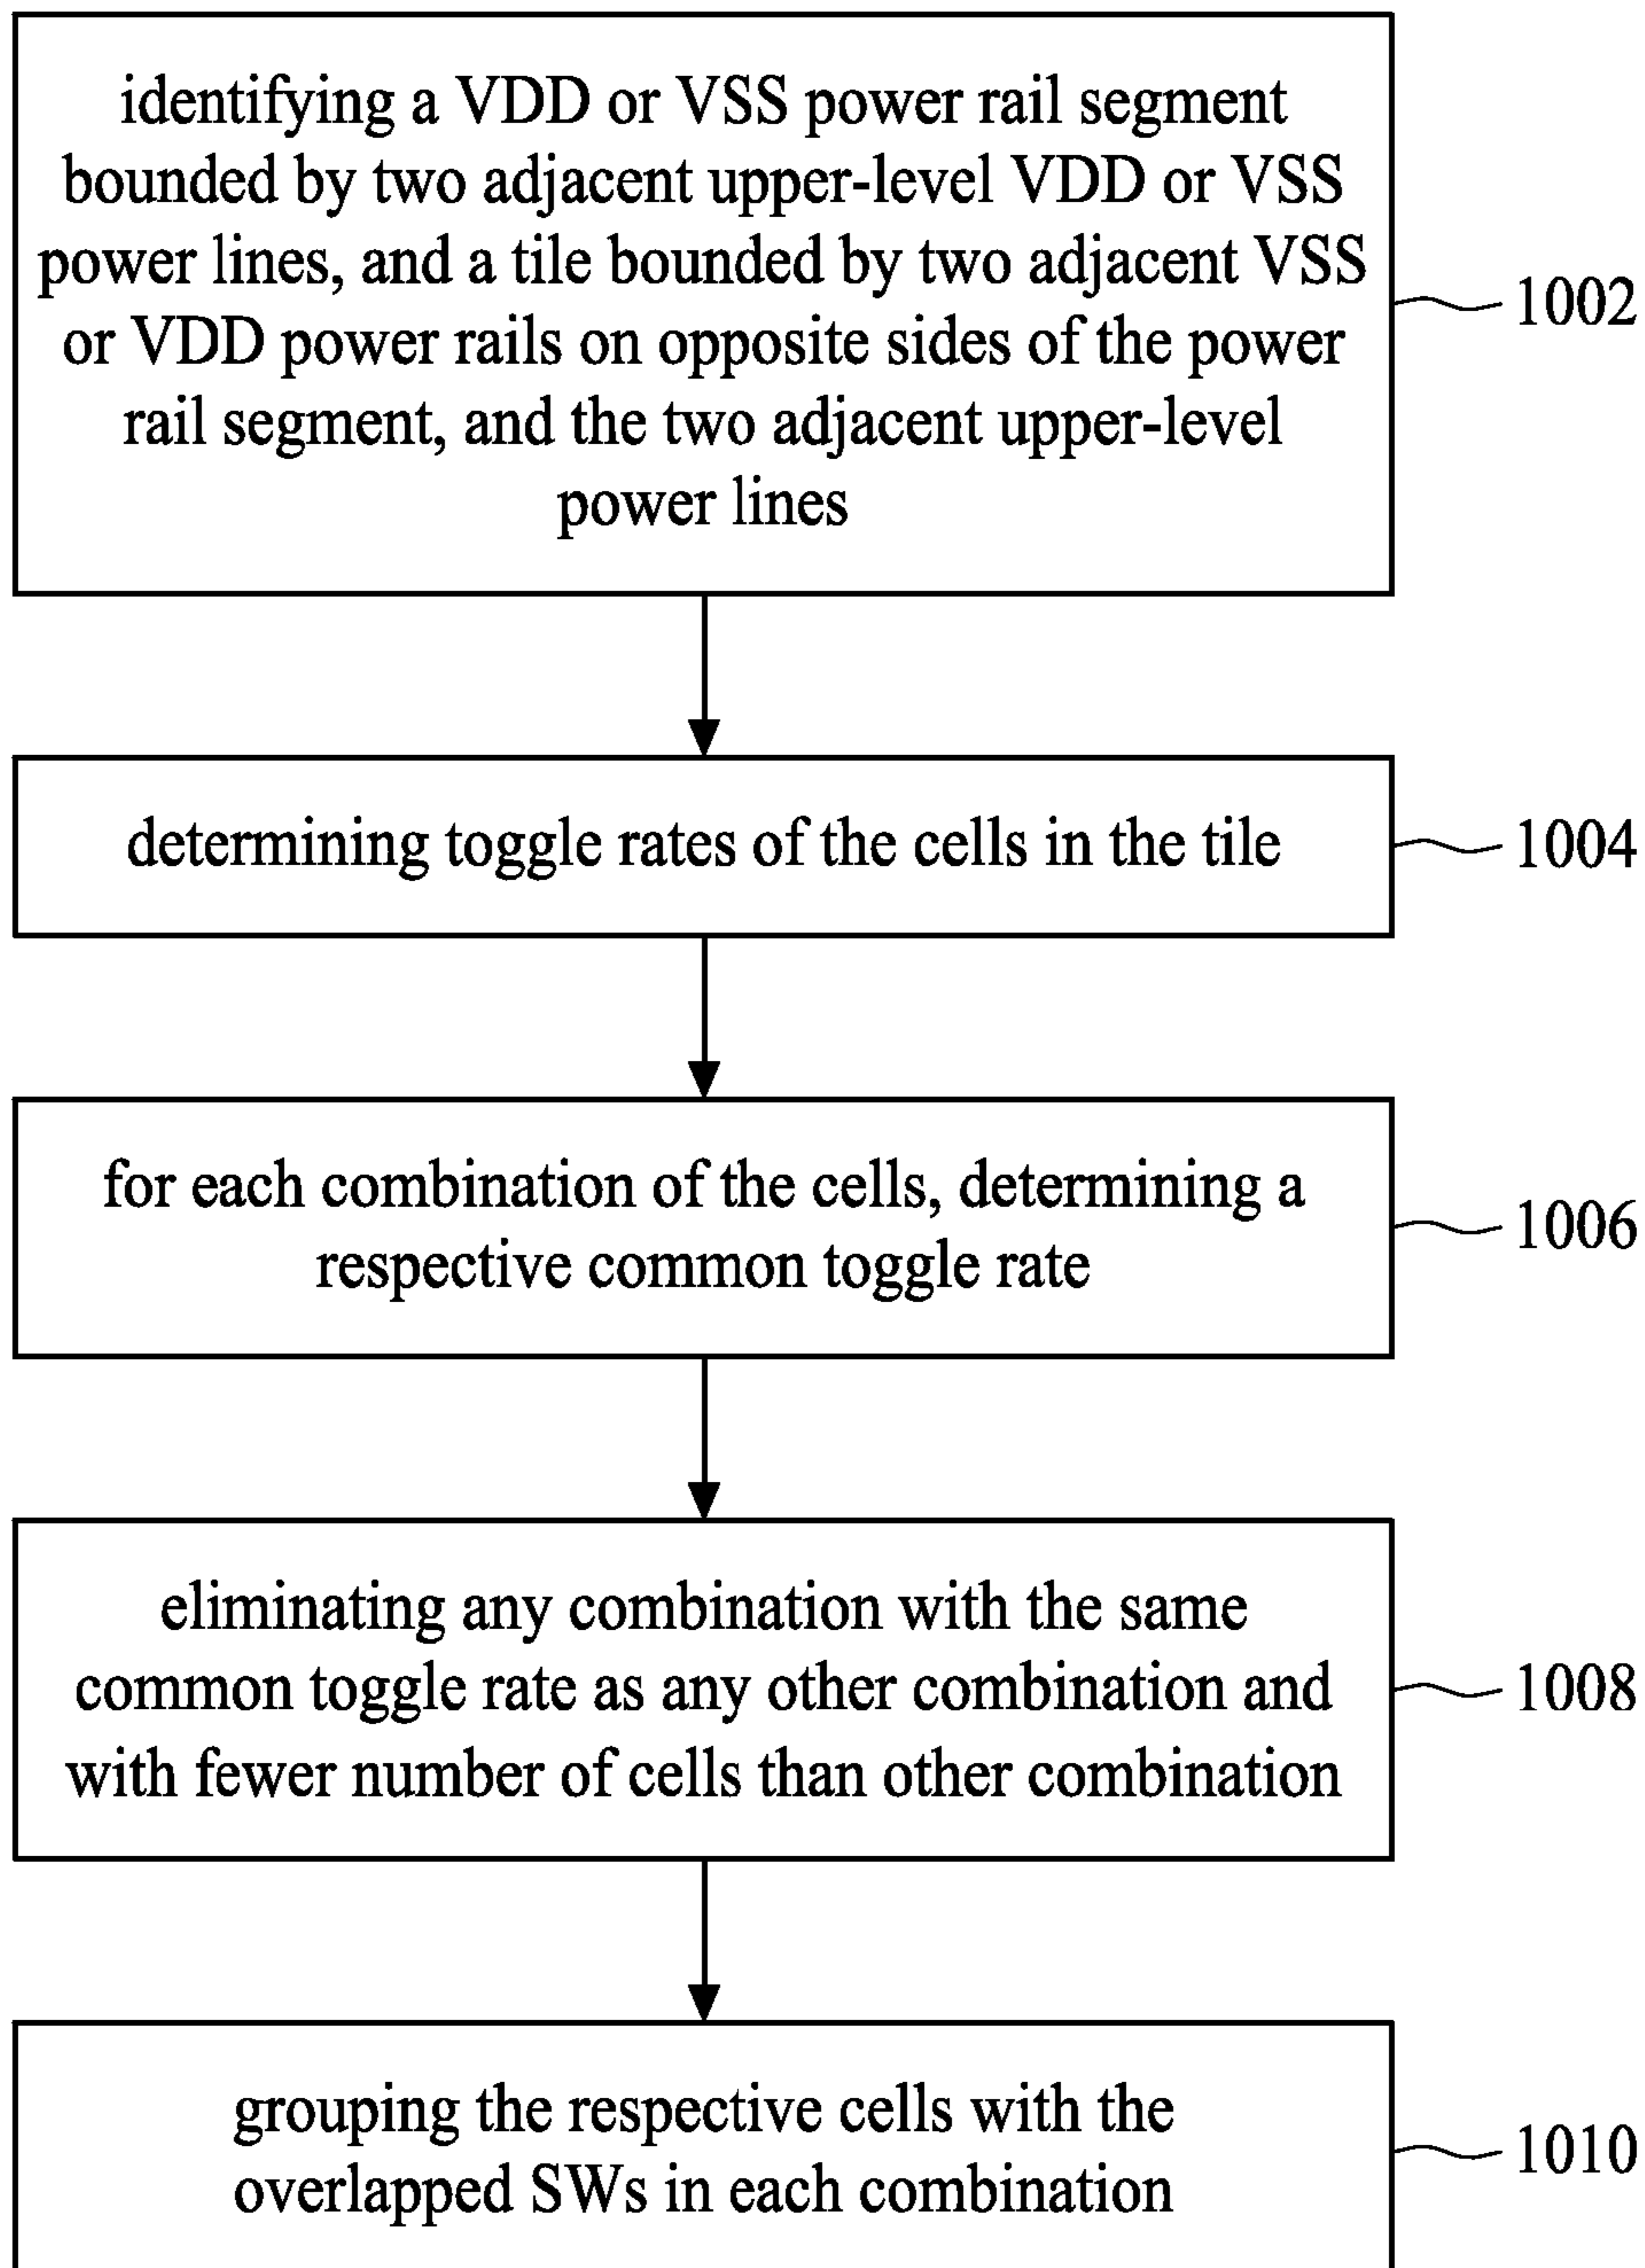 identifying a VDD or VSS power rail segment
bounded by two adjacent upper-level VDD or VSS
power lines, and a tile bounded by two adjacent VSS
or VDD power rails on opposite sides of the power
rail segment, and the two adjacent upper-level
power lines
1002
determining toggle rates of the cells in the tile
1004
for each combination of the cells, determining a
respective common toggle rate
1006
eliminating any combination with the same
common toggle rate as any other combination and
with fewer number of cells than other combination
1008
grouping the respective cells with the
overlapped SWs in each combination
1010